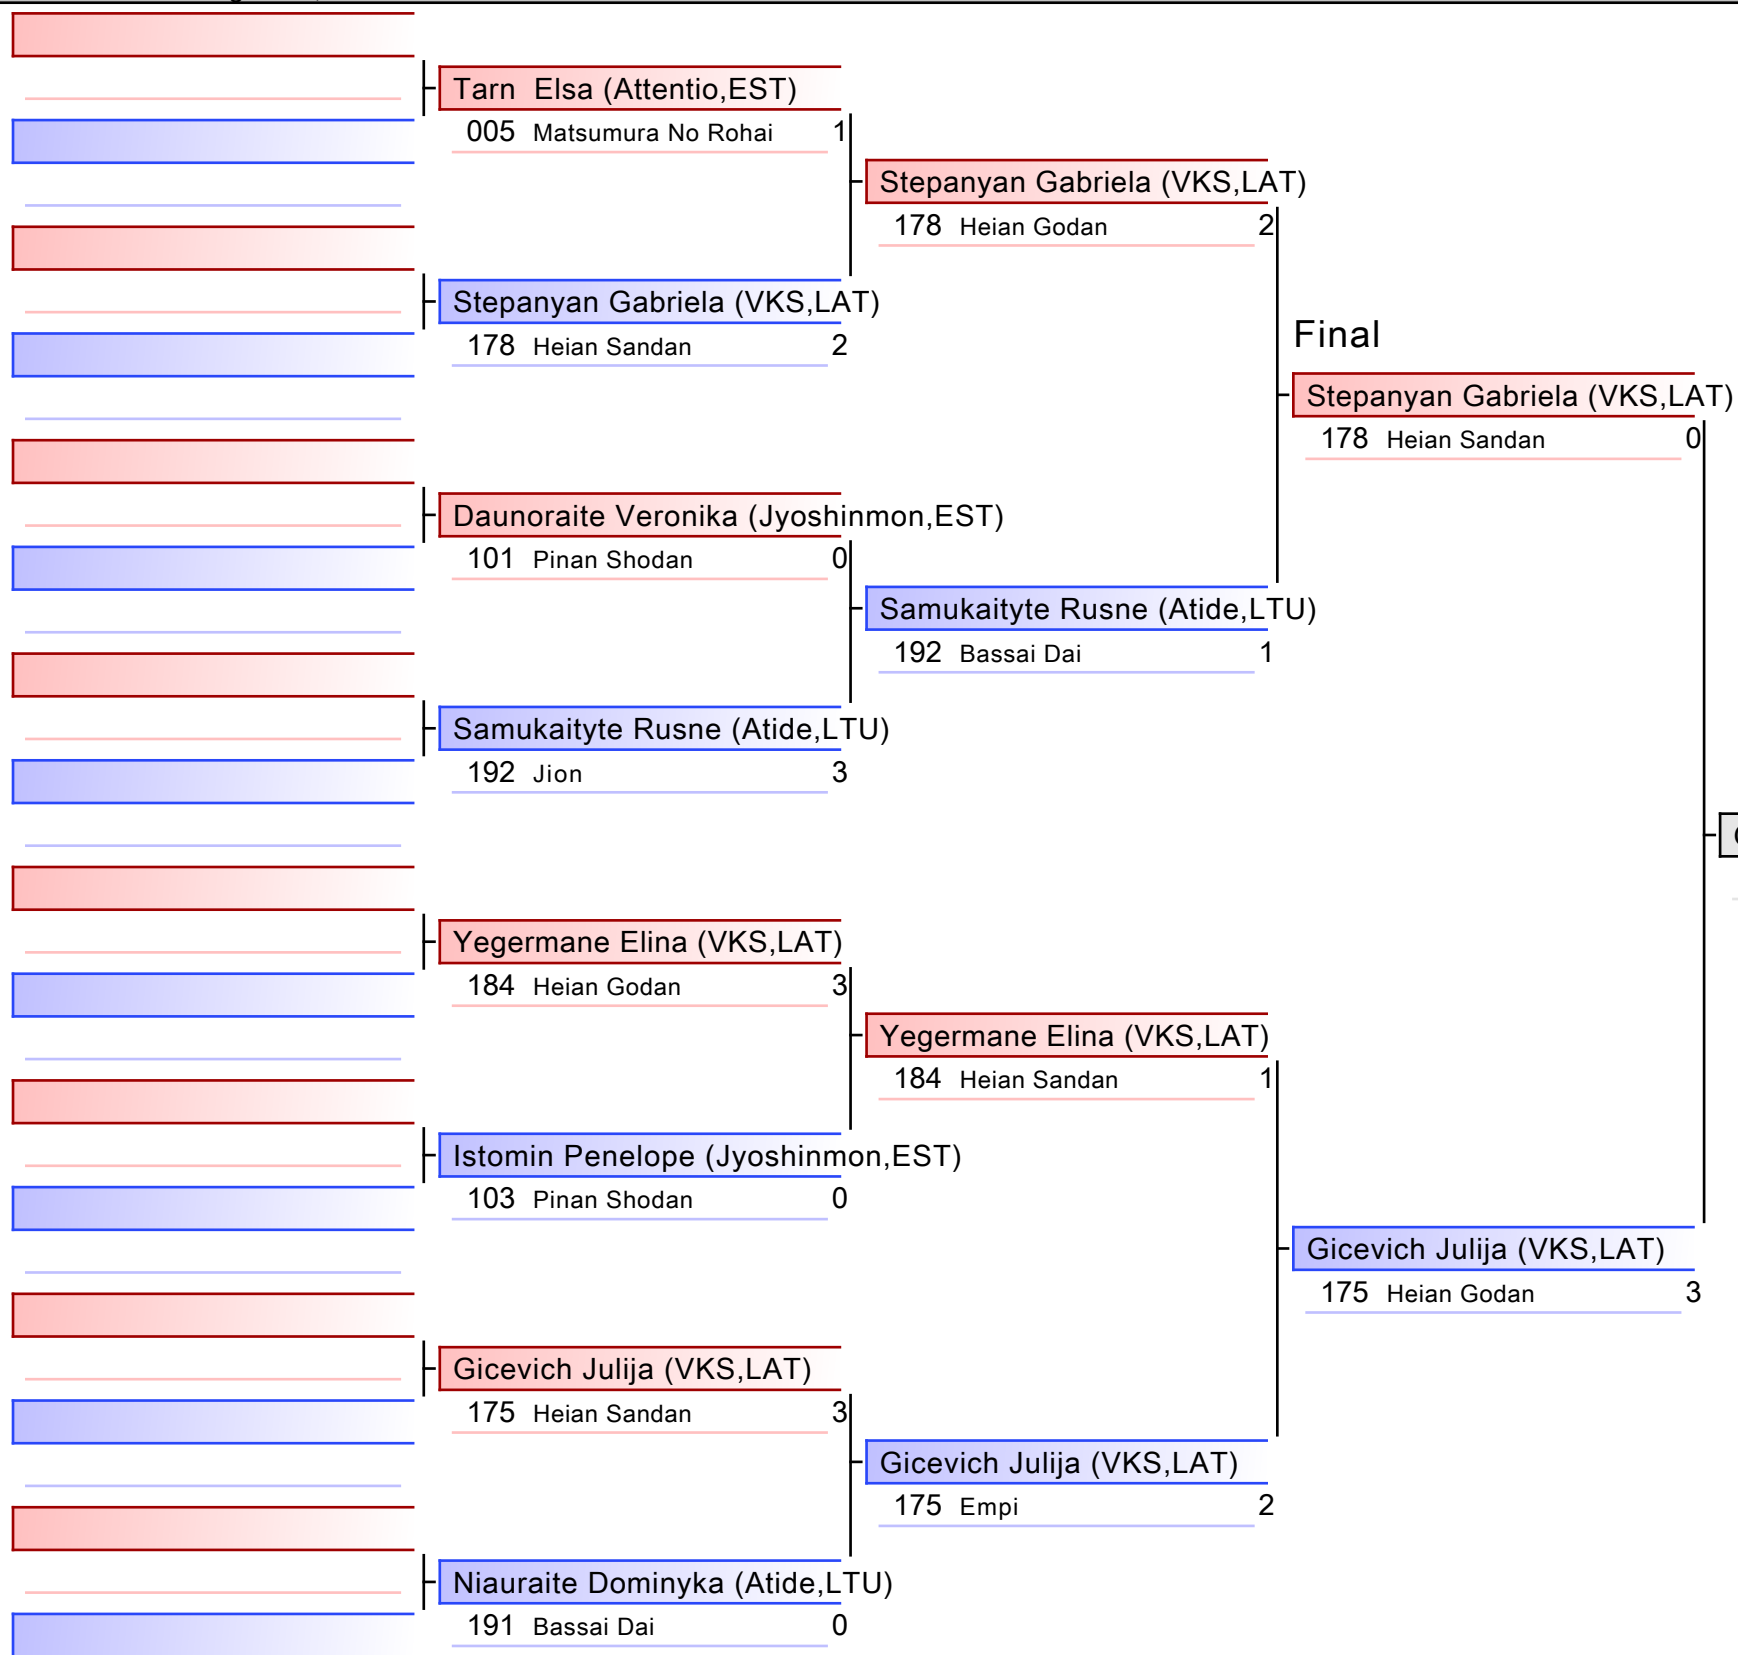 Tarn  Elsa (Attentio,EST)
005 Matsumura No Rohai 1
Stepanyan Gabriela (VKS,LAT)
178 Heian Sandan 2
Daunoraite Veronika (Jyoshinmon,EST)
101 Pinan Shodan 0
Samukaityte Rusne (Atide,LTU)
192 Jion 3
Yegermane Elina (VKS,LAT)
184 Heian Godan 3
Istomin Penelope (Jyoshinmon,EST)
103 Pinan Shodan 0
Gicevich Julija (VKS,LAT)
175 Heian Sandan 3
Niauraite Dominyka (Atide,LTU)
191 Bassai Dai 0
Stepanyan Gabriela (VKS,LAT)
178 Heian Godan 2
Samukaityte Rusne (Atide,LTU)
192 Bassai Dai 1
Yegermane Elina (VKS,LAT)
184 Heian Sandan 1
Gicevich Julija (VKS,LAT)
175 Empi 2
Final
Stepanyan Gabriela (VKS,LAT)
178 Heian Sandan 0
Gicevich Julija (VKS,LAT)
175 Heian Godan 3